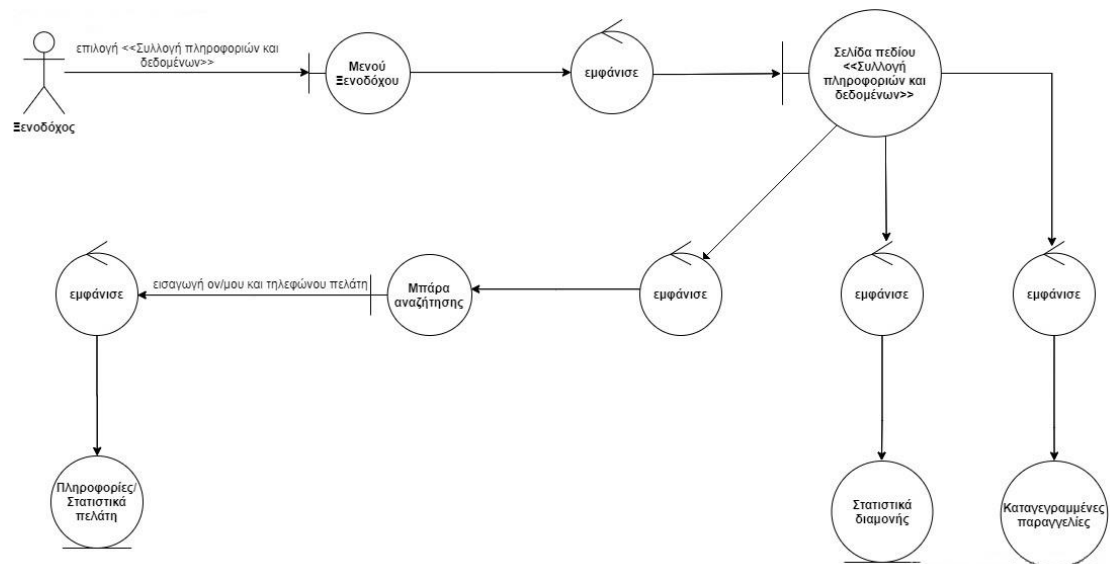 επιλογή <<Συλλογή πληροφοριών και
δεδομένων>>
Ξενοδόχος
Μενού
Ξενοδόχου
εμφάνισε
Σελίδα πεδίου
<<Συλλογή
πληροφοριών και
δεδομένων>>
εμφάνισε
εισαγωγή ον/μου και τηλεφώνου πελάτη
Μπάρα
αναζήτησης
εμφάνισε
εμφάνισε
εμφάνισε
Πληροφορίες/
Στατιστικά
πελάτη
Στατιστικά
διαμονής
Καταγεγραμμένες
παραγγελίες